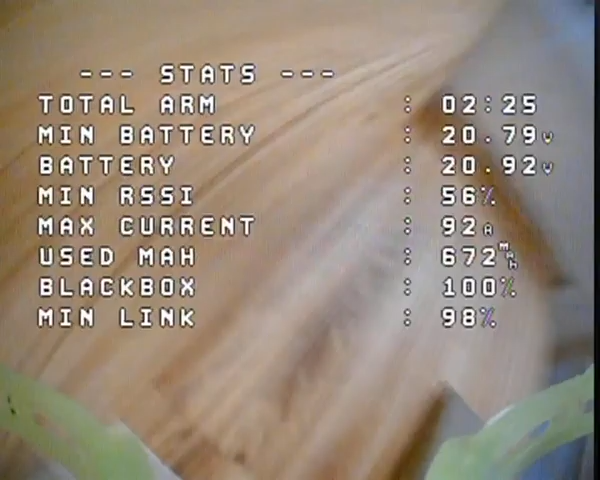 --- STATS ---
TOTAL ARM : 02:25
MIN BATTERY : 20.79V
BATTERY : 20.92V
MIN RSSI : 56%
MAX CURRENT : 92A
USED MAH : 672mAh
BLACKBOX : 100%
MIN LINK : 98%